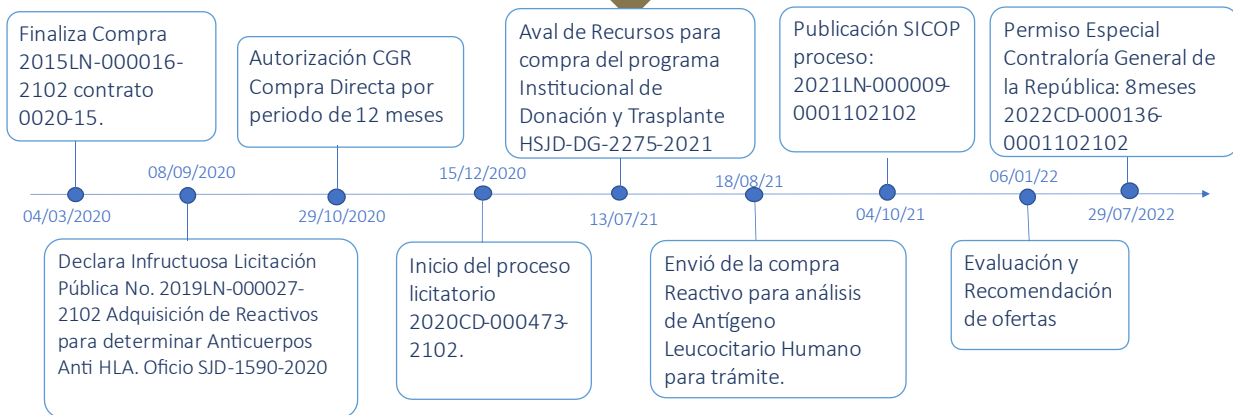 Finaliza Compra
2015LN-000016-
2102 contrato
0020-15.
04/03/2020
08/09/2020
Declara Infructuosa Licitación
Pública No. 2019LN-000027-
2102 Adquisición de Reactivos
para determinar Anticuerpos
Anti HLA. Oficio SJD-1590-2020
Autorización CGR
Compra Directa por
periodo de 12 meses
29/10/2020
15/12/2020
Inicio del proceso
licitatorio
2020CD-000473-
2102.
Aval de Recursos para
compra del programa
Institucional de
Donación y Trasplante
HSJD-DG-2275-2021
13/07/21
18/08/21
Envió de la compra
Reactivo para análisis
de Antígeno
Leucocitario Humano
para trámite.
Publicación SICOP
proceso:
2021LN-000009-
0001102102
04/10/21
06/01/22
Evaluación y
Recomendación
de ofertas
Permiso Especial
Contraloría General de
la República: 8meses
2022CD-000136-
0001102102
29/07/2022